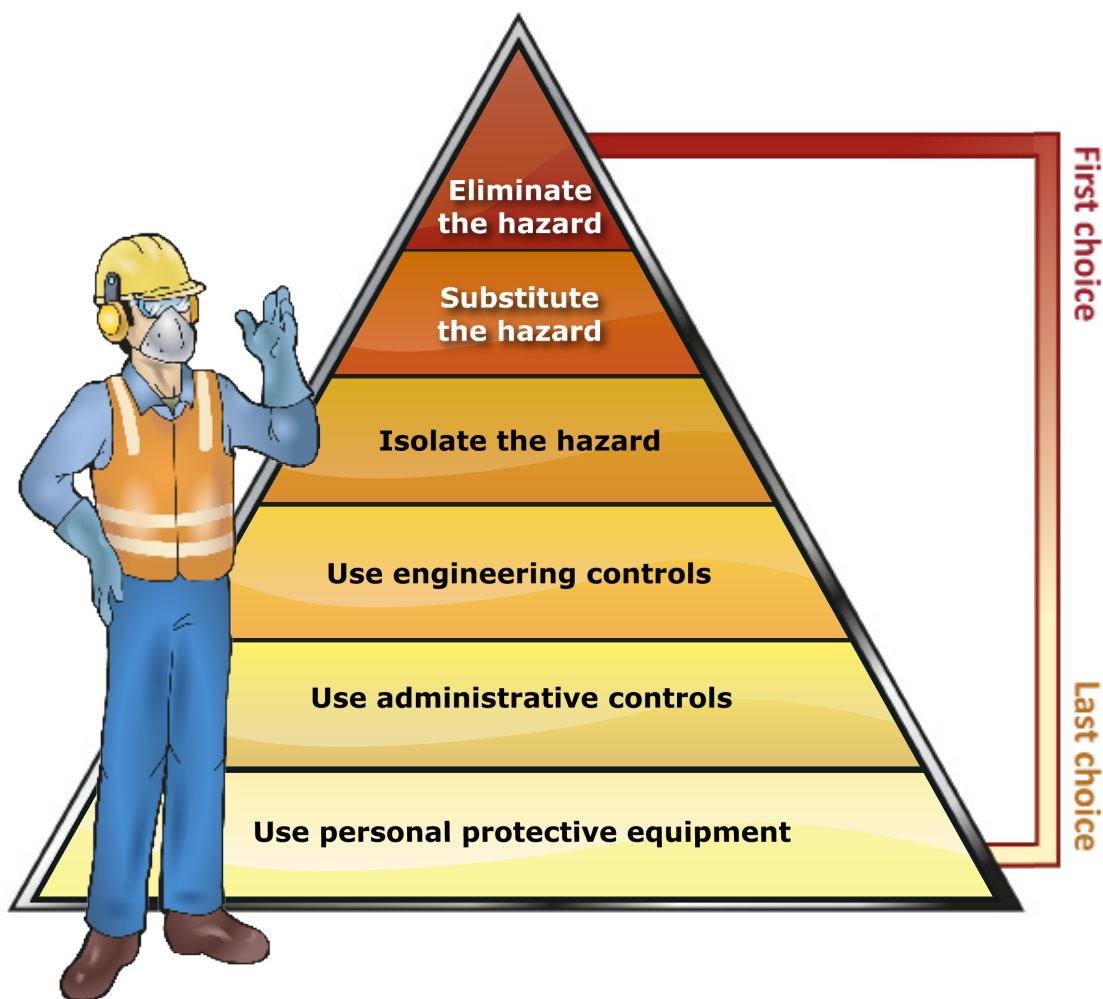 Eliminate
the hazard
Substitute
the hazard
Isolate the hazard
Use engineering controls
Use administrative controls
Use personal protective equipment
First choice
Last choice